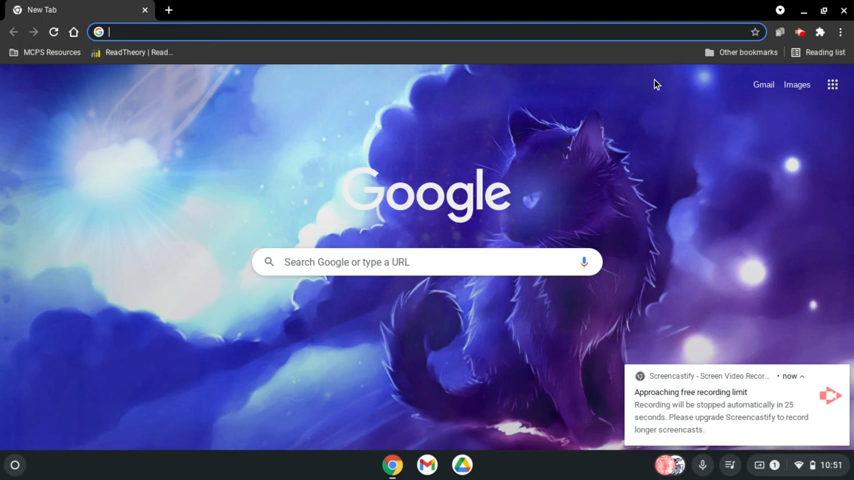 New Tab
MCPS Resources
ReadTheory | Read...
Other bookmarks
Reading list
Gmail
Images
Google
Search Google or type a URL
Screencastify - Screen Video Recor... • now
Approaching free recording limit
Recording will be stopped automatically in 25
seconds. Please upgrade Screencastify to record
longer screencasts.
1
10:51